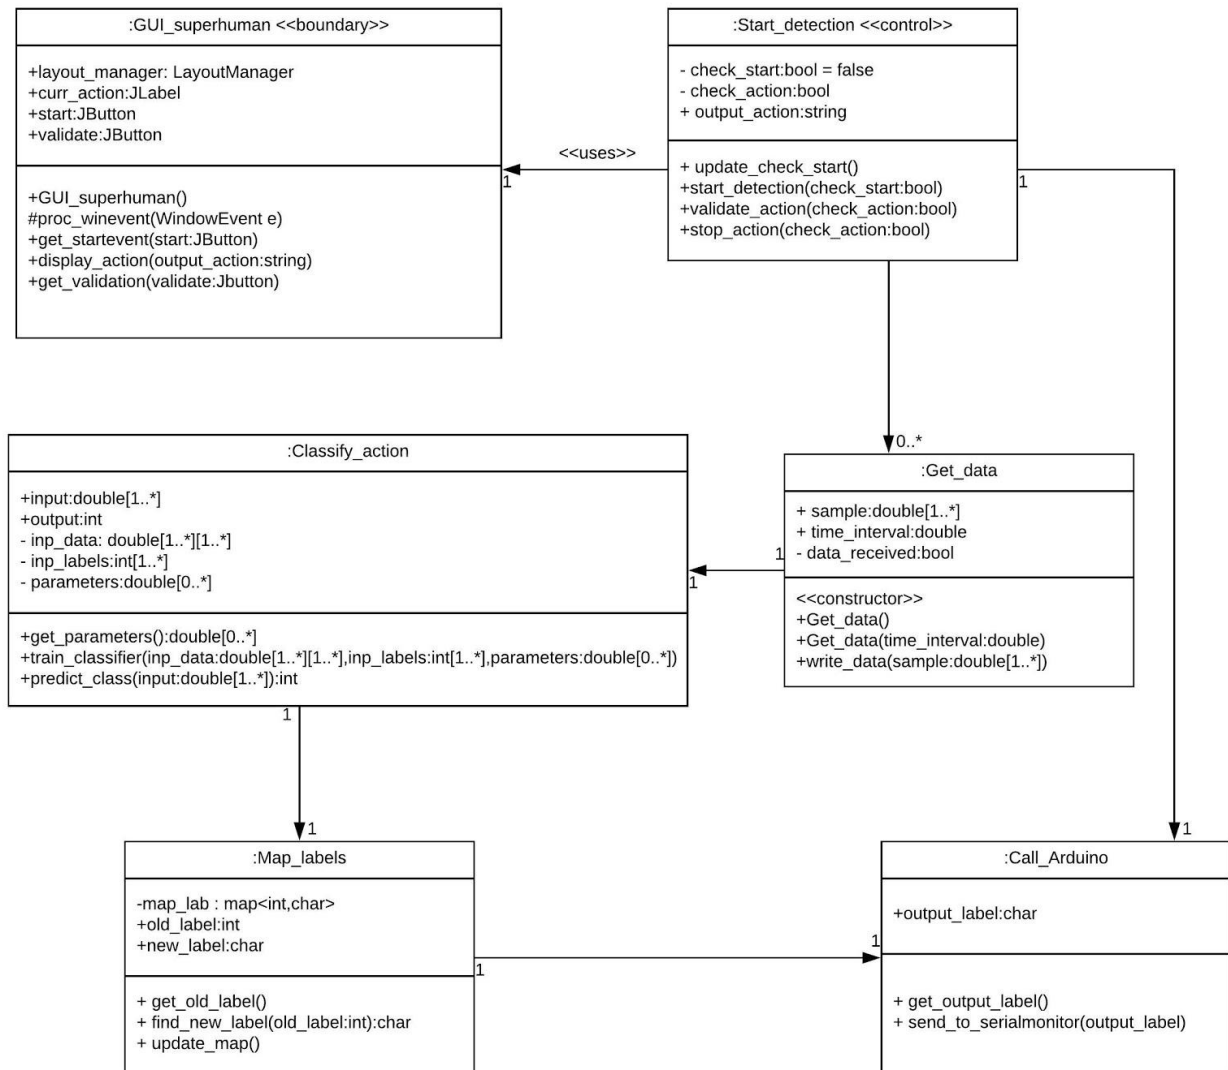 :GUI_superhuman <<boundary>>
+layout_manager: LayoutManager
+curr_action:JLabel
+start:JButton
+validate:JButton
+GUI_superhuman()
#proc_winevent(WindowEvent e)
+get_startevent(start:JButton)
+display_action(output_action:string)
+get_validation(validate:Jbutton)
<<uses>>
1
:Start_detection <<control>>
- check_start:bool = false
- check_action:bool
+ output_action:string
+ update_check_start()
+start_detection(check_start:bool)
+validate_action(check_action:bool)
+stop_action(check_action:bool)
1
0..*
:Classify_action
+input:double[1..*]
+output:int
- inp_data: double[1..*][1..*]
- inp_labels:int[1..*]
- parameters:double[0..*]
+get_parameters():double[0..*]
+train_classifier(inp_data:double[1..*][1..*],inp_labels:int[1..*],parameters:double[0..*])
+predict_class(input:double[1..*]):int
1
1
:Get_data
+ sample:double[1..*]
+ time_interval:double
- data_received:bool
<<constructor>>
+Get_data()
+Get_data(time_interval:double)
+write_data(sample:double[1..*])
1
1
1
:Map_labels
-map_lab : map<int,char>
+old_label:int
+new_label:char
+ get_old_label()
+ find_new_label(old_label:int):char
+ update_map()
1
1
:Call_Arduino
+output_label:char
+ get_output_label()
+ send_to_serialmonitor(output_label)